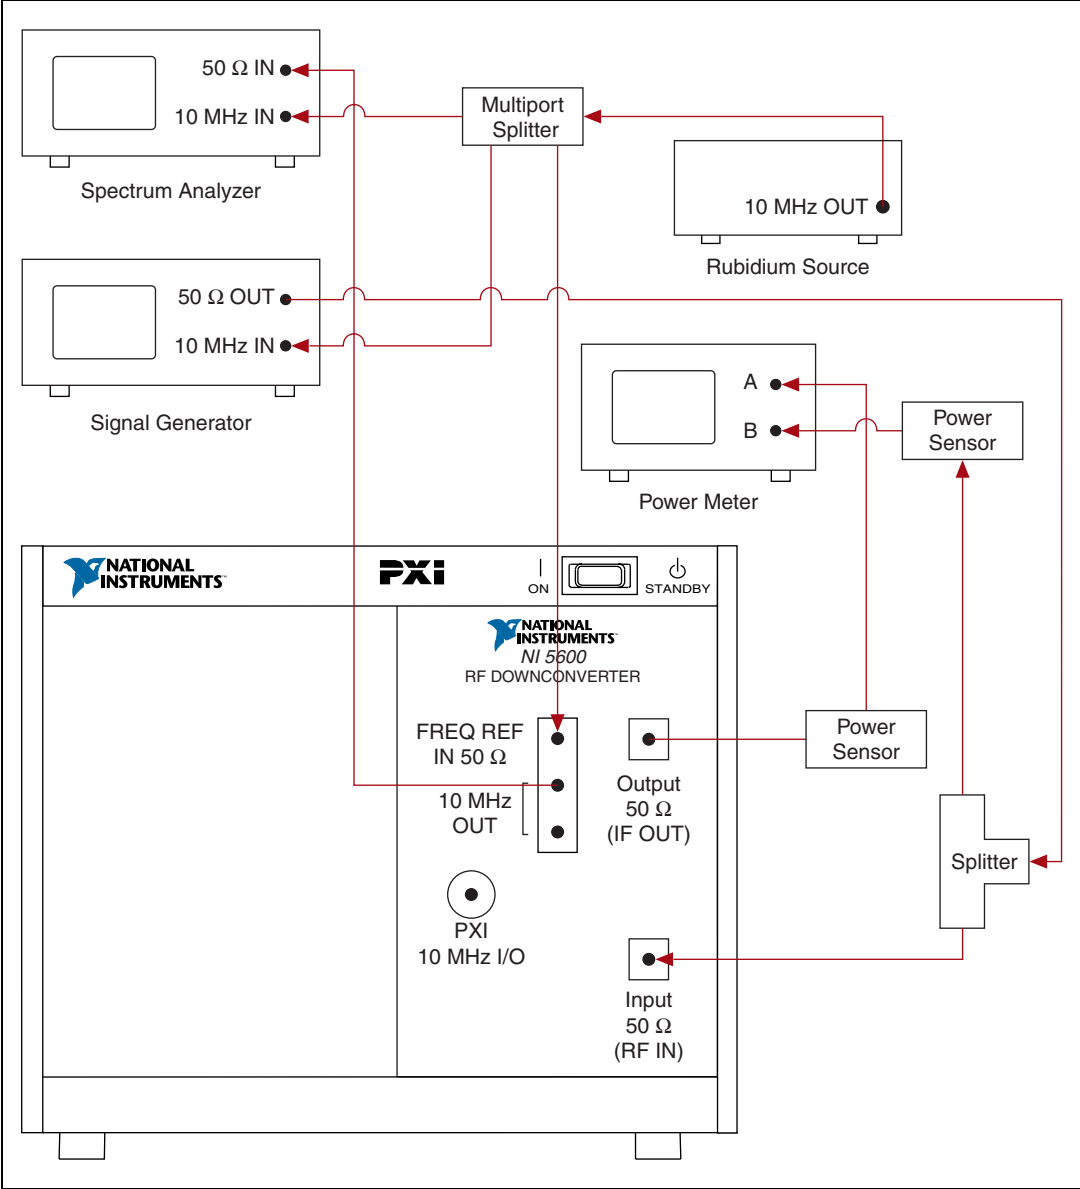 50 Ω IN
10 MHz IN
Spectrum Analyzer
Multiport
Splitter
10 MHz OUT
Rubidium Source
50 Ω OUT
10 MHz IN
Signal Generator
A
B
Power Meter
Power
Sensor
NATIONAL
INSTRUMENTS™
PXI
ON
STANDBY
NATIONAL
INSTRUMENTS™
NI 5600
RF DOWNCONVERTER
FREQ REF
IN 50 Ω
10 MHz
OUT
Output
50 Ω
(IF OUT)
Power
Sensor
Splitter
PXI
10 MHz I/O
Input
50 Ω
(RF IN)